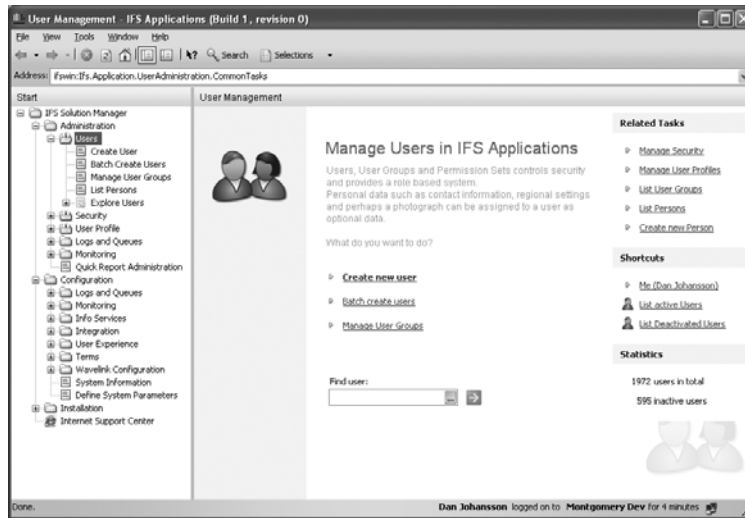 User Management - IFS Applications (Build 1, revision 0)
File View Tools Window Help
Search Selections
Address: ifswin:Ifs.Application.UserAdministration.CommonTasks
Start
User Management
IFS Solution Manager
Administration
Users
Create User
Batch Create Users
Manage User Groups
List Persons
Explore Users
Security
User Profile
Logs and Queues
Monitoring
Quick Report Administration
Configuration
Logs and Queues
Monitoring
Info Services
Integration
User Experience
Terms
Wavelink Configuration
System Information
Define System Parameters
Installation
Internet Support Center
Manage Users in IFS Applications
Users, User Groups and Permission Sets controls security
and provides a role based system.
Personal data such as contact information, regional settings
and perhaps a photograph can be assigned to a user as
optional data.
What do you want to do?
Create new user
Batch create users
Manage User Groups
Find user:
Related Tasks
Manage Security
Manage User Profiles
List User Groups
List Persons
Create new Person
Shortcuts
Me (Dan Johansson)
List active Users
List Deactivated Users
Statistics
1972 users in total
595 inactive users
Done.
Dan Johansson logged on to Montgomery Dev for 4 minutes